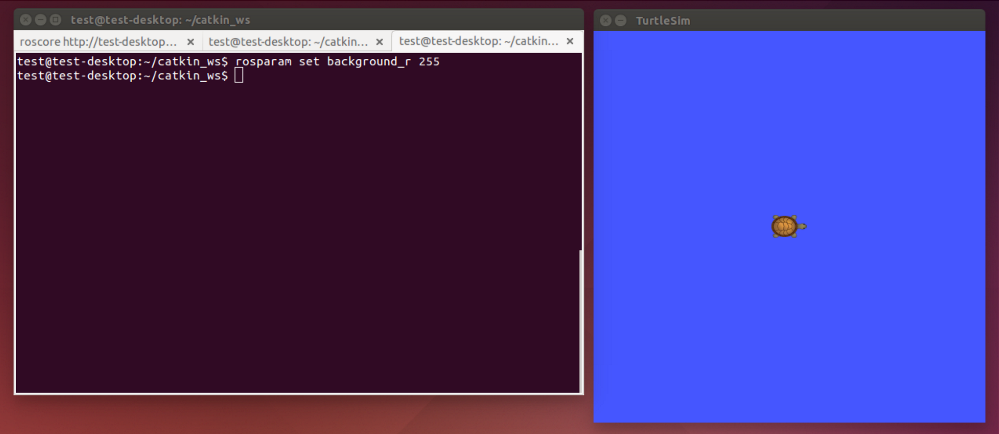 test@test-desktop: ~/catkin_ws
roscore http://test-desktop... test@test-desktop: ~/catkin... test@test-desktop: ~/catkin...
test@test-desktop:~/catkin_ws$ rosparam set background_r 255
test@test-desktop:~/catkin_ws$
TurtleSim